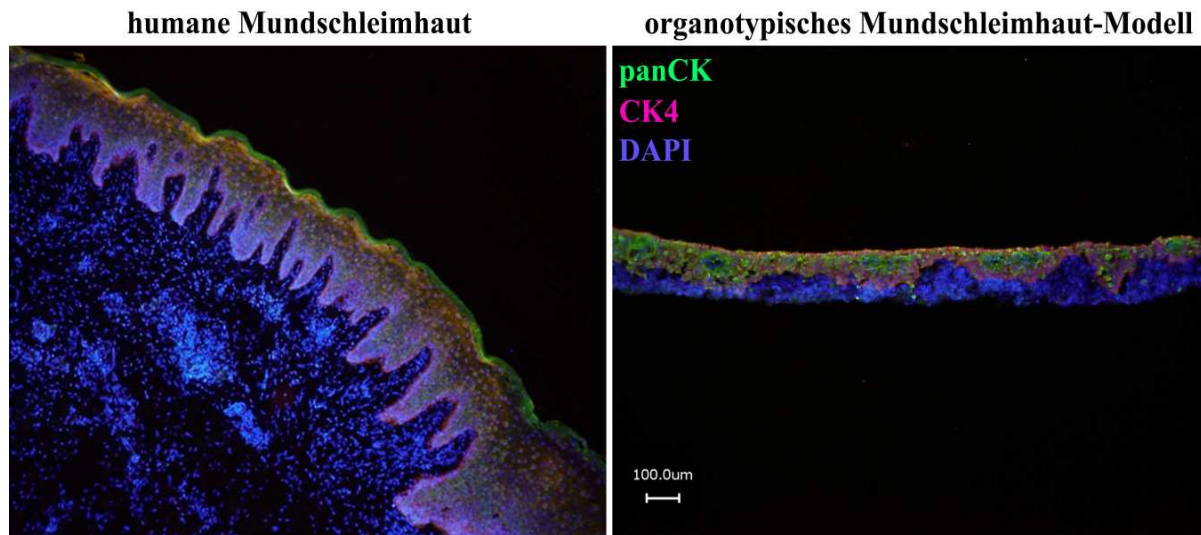 humane Mundschleimhaut
organotypisches Mundschleimhaut-Modell
panCK
CK4
DAPI
100.0um